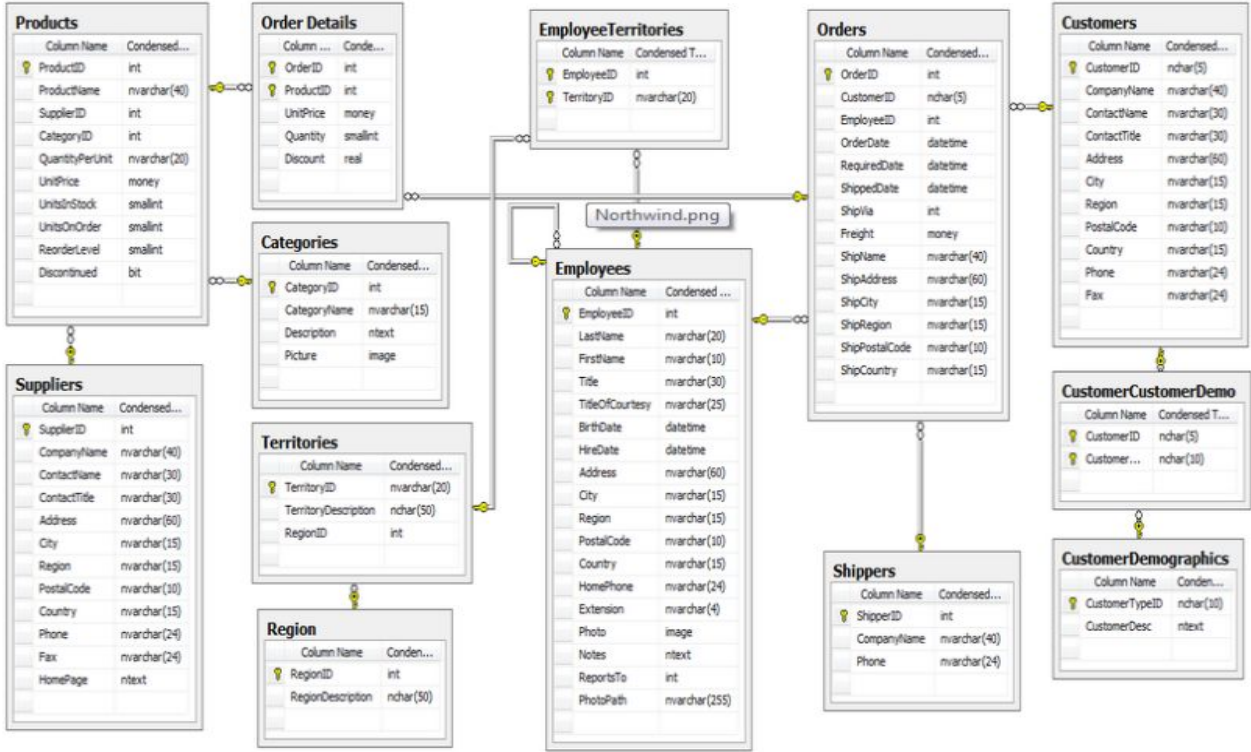 Products
Column Name Condensed...
ProductID int
ProductName nvarchar(40)
SupplierID int
CategoryID int
QuantityPerUnit nvarchar(20)
UnitPrice money
UnitsInStock smallint
UnitsOnOrder smallint
ReorderLevel smallint
Discontinued bit
Order Details
Column ... Conde...
OrderID int
ProductID int
UnitPrice money
Quantity smallint
Discount real
EmployeeTerritories
Column Name Condensed T...
EmployeeID int
TerritoryID nvarchar(20)
Orders
Column Name Condensed...
OrderID int
CustomerID nchar(5)
EmployeeID int
OrderDate datetime
RequiredDate datetime
ShippedDate datetime
ShipVia int
Freight money
ShipName nvarchar(40)
ShipAddress nvarchar(60)
ShipCity nvarchar(15)
ShipRegion nvarchar(15)
ShipPostalCode nvarchar(10)
ShipCountry nvarchar(15)
Customers
Column Name Condensed...
CustomerID nchar(5)
CompanyName nvarchar(40)
ContactName nvarchar(30)
ContactTitle nvarchar(30)
Address nvarchar(60)
City nvarchar(15)
Region nvarchar(15)
PostalCode nvarchar(10)
Country nvarchar(15)
Phone nvarchar(24)
Fax nvarchar(24)
Northwind.png
Categories
Column Name Condensed...
CategoryID int
CategoryName nvarchar(15)
Description ntext
Picture image
Employees
Column Name Condensed ...
EmployeeID int
LastName nvarchar(20)
FirstName nvarchar(10)
Title nvarchar(30)
TitleOfCourtesy nvarchar(25)
BirthDate datetime
HireDate datetime
Address nvarchar(60)
City nvarchar(15)
Region nvarchar(15)
PostalCode nvarchar(10)
Country nvarchar(15)
HomePhone nvarchar(24)
Extension nvarchar(4)
Photo image
Notes ntext
ReportsTo int
PhotoPath nvarchar(255)
Suppliers
Column Name Condensed...
SupplierID int
CompanyName nvarchar(40)
ContactName nvarchar(30)
ContactTitle nvarchar(30)
Address nvarchar(60)
City nvarchar(15)
Region nvarchar(15)
PostalCode nvarchar(10)
Country nvarchar(15)
Phone nvarchar(24)
Fax nvarchar(24)
HomePage ntext
Territories
Column Name Condensed...
TerritoryID nvarchar(20)
TerritoryDescription nchar(50)
RegionID int
Region
Column Name Conden...
RegionID int
RegionDescription nchar(50)
Shippers
Column Name Condensed...
ShipperID int
CompanyName nvarchar(40)
Phone nvarchar(24)
CustomerCustomerDemo
Column Name Condensed T...
CustomerID nchar(5)
Customer... nchar(10)
CustomerDemographics
Column Name Conden...
CustomerTypeID nchar(10)
CustomerDesc ntext